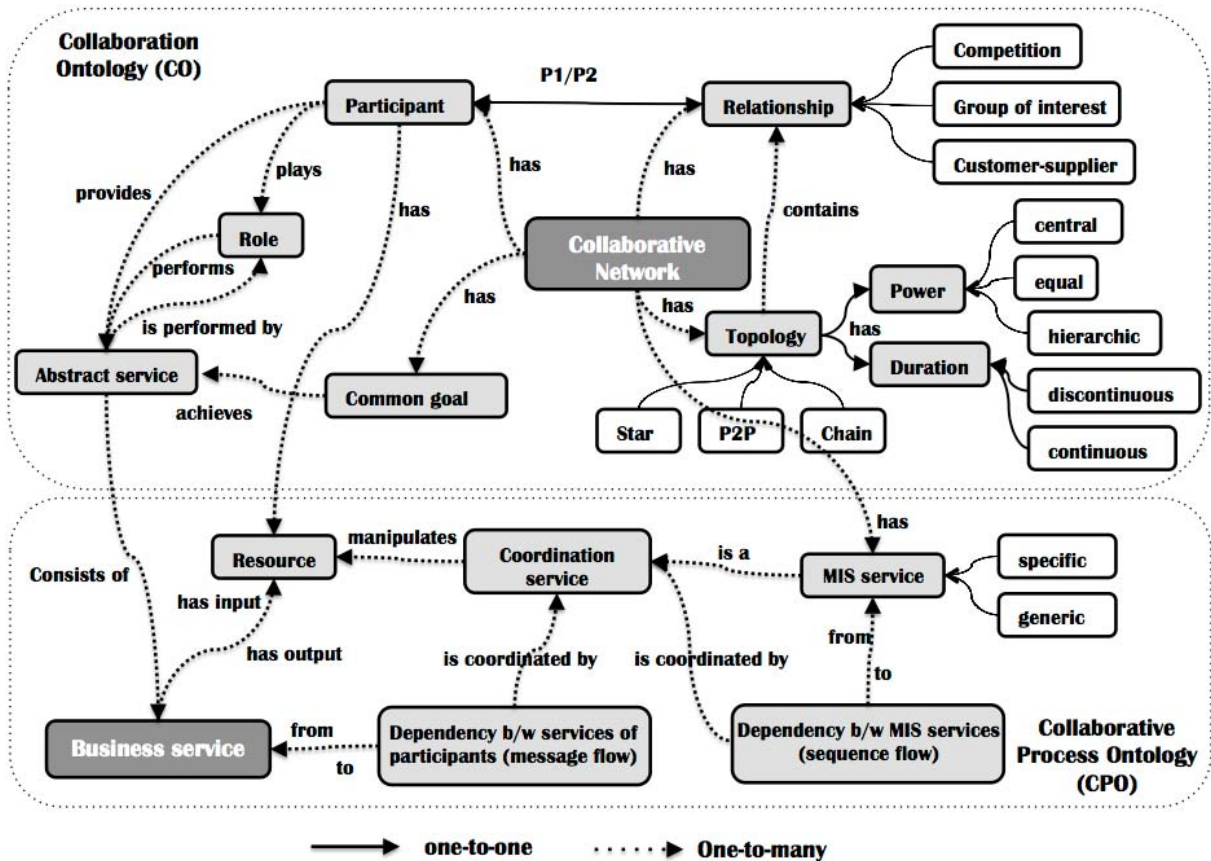 Collaboration
Ontology (CO)
Participant
P1/P2
Relationship
Competition
Group of interest
Customer-supplier
provides
plays
has
has
has
Role
performs
is performed by
Collaborative
Network
contains
central
equal
hierarchic
Power
has
Duration
has
has
Topology
Abstract service
achieves
Common goal
Star
P2P
Chain
discontinuous
continuous
Consists of
Resource
manipulates
Coordination
service
is a
has
MIS service
specific
generic
has input
has output
is coordinated by
is coordinated by
from
to
Business service
from
to
Dependency b/w services of
participants (message flow)
Dependency b/w MIS services
(sequence flow)
Collaborative
Process Ontology
(CPO)
one-to-one
One-to-many